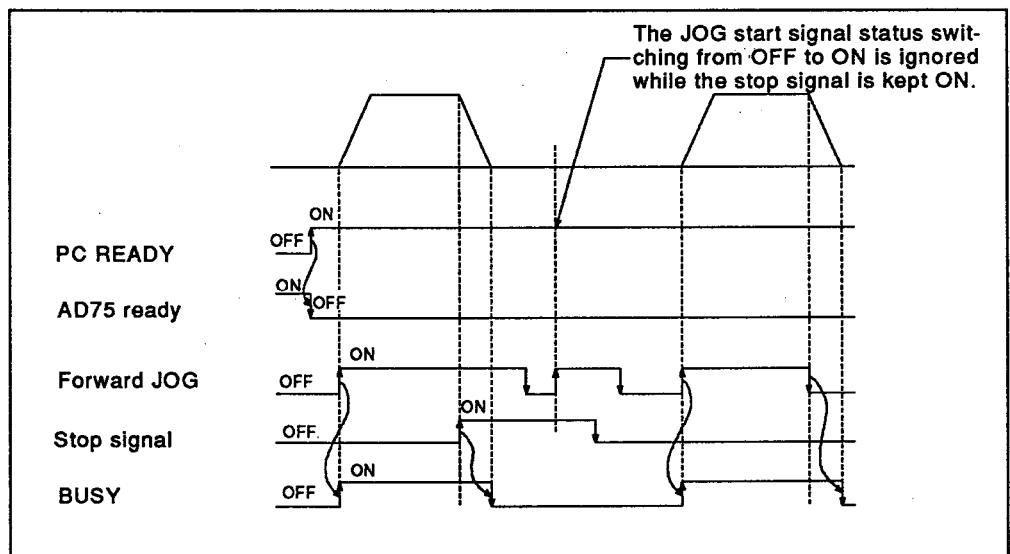 The JOG start signal status swit-
ching from OFF to ON is ignored
while the stop signal is kept ON.
ON
OFF
PC READY
ON
OFF
AD75 ready
ON
Forward JOG
OFF
ON
Stop signal
OFF
ON
BUSY
OFF